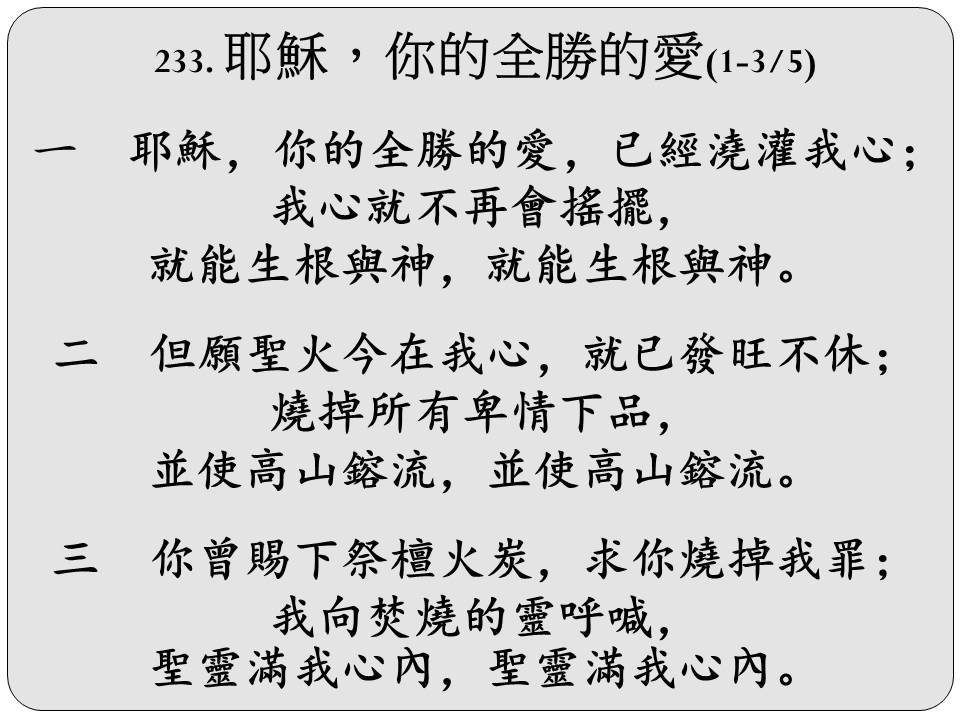 233. 耶穌，你的全勝的愛(1-3/5)
一 耶穌，你的全勝的愛，已經澆灌我心；
我心就不再會搖擺，
就能生根與神，就能生根與神。
二 但願聖火今在我心，就已發旺不休；
燒掉所有卑情下品，
並使高山鎔流，並使高山鎔流。
三 你曾賜下祭檀火炭，求你燒掉我罪；
我向焚燒的靈呼喊，
聖靈滿我心內，聖靈滿我心內。